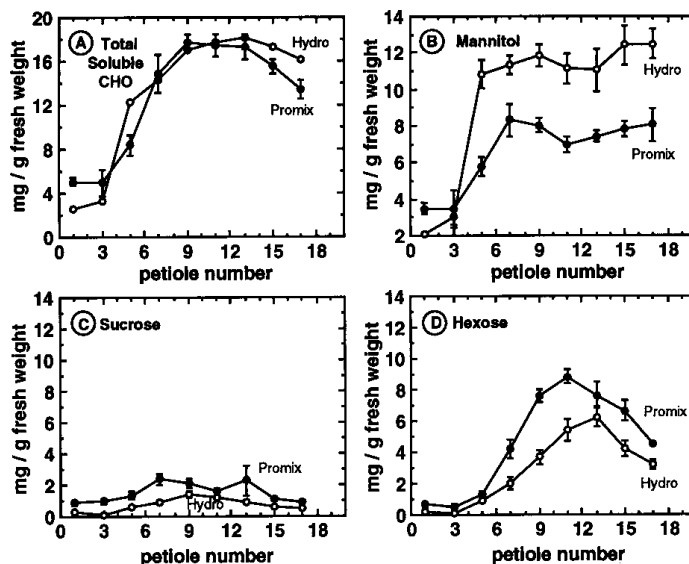 A Total Soluble CHO
Hydro
Promix
mg / g fresh weight
20
16
12
8
4
0
0 3 6 9 12 15 18
petiole number
B Mannitol
Hydro
Promix
mg / g fresh weight
14
12
10
8
6
4
2
0 3 6 9 12 15 18
petiole number
C Sucrose
Promix
Hydro
mg / g fresh weight
14
12
10
8
6
4
2
0
0 3 6 9 12 15 18
petiole number
D Hexose
Promix
Hydro
mg / g fresh weight
14
12
10
8
6
4
2
0
0 3 6 9 12 15 18
petiole number